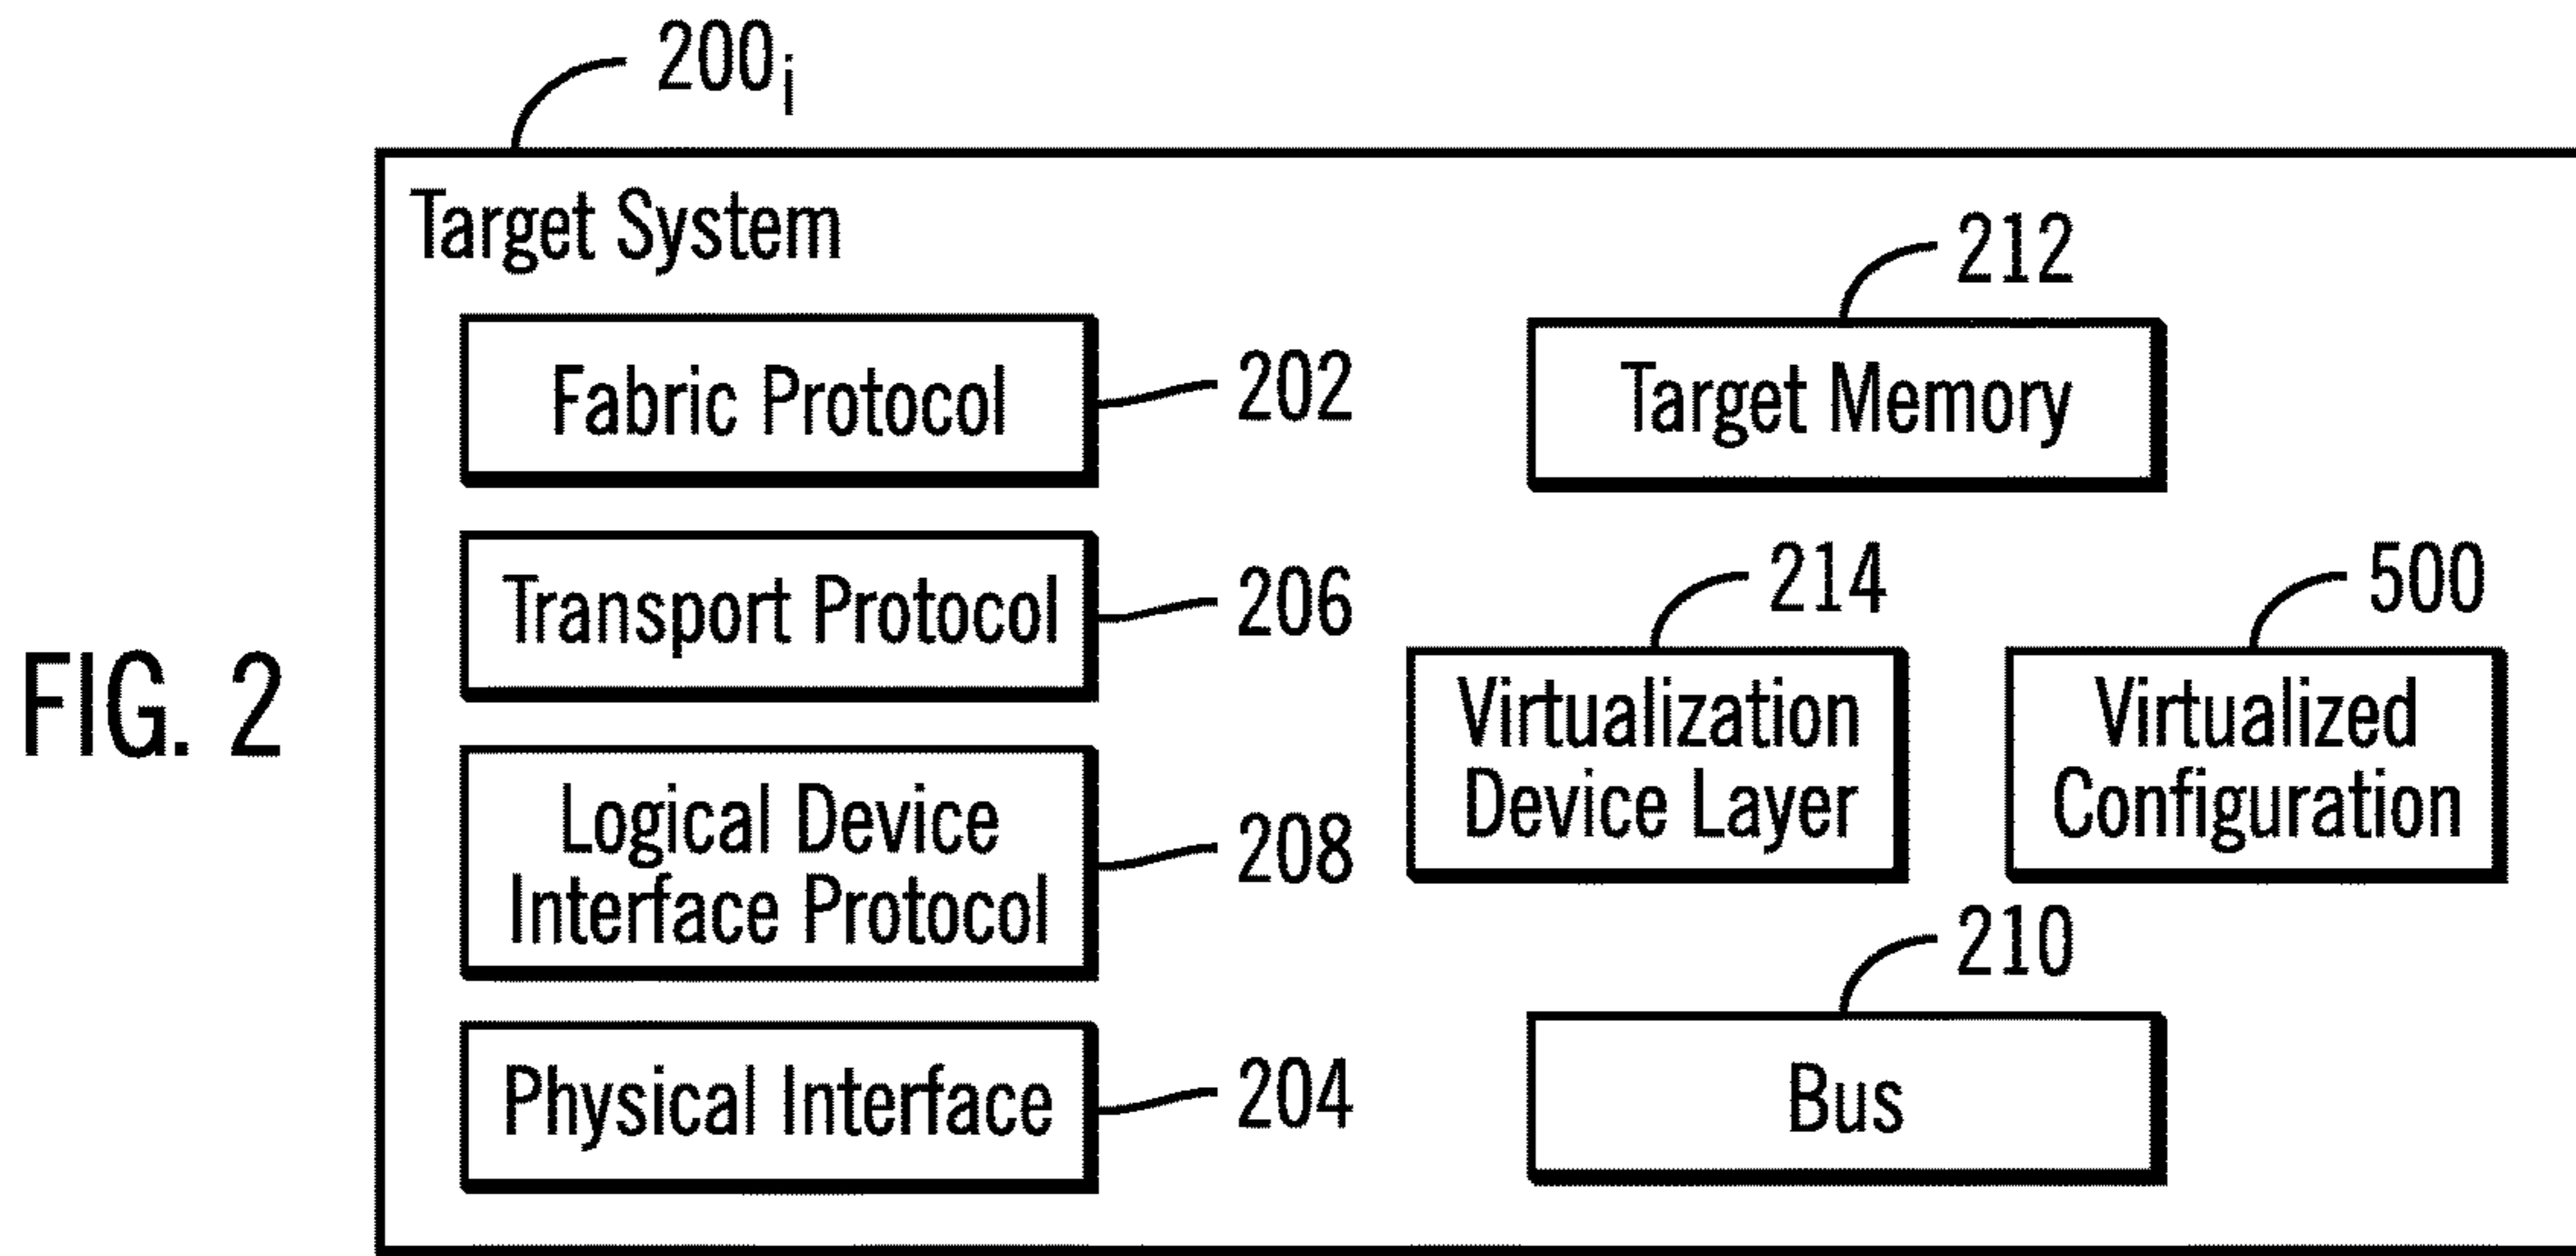 FIG. 2
200i
Target System
Fabric Protocol
202
Transport Protocol
206
Logical Device
Interface Protocol
208
Physical Interface
204
212
Target Memory
214
Virtualization
Device Layer
500
Virtualized
Configuration
210
Bus